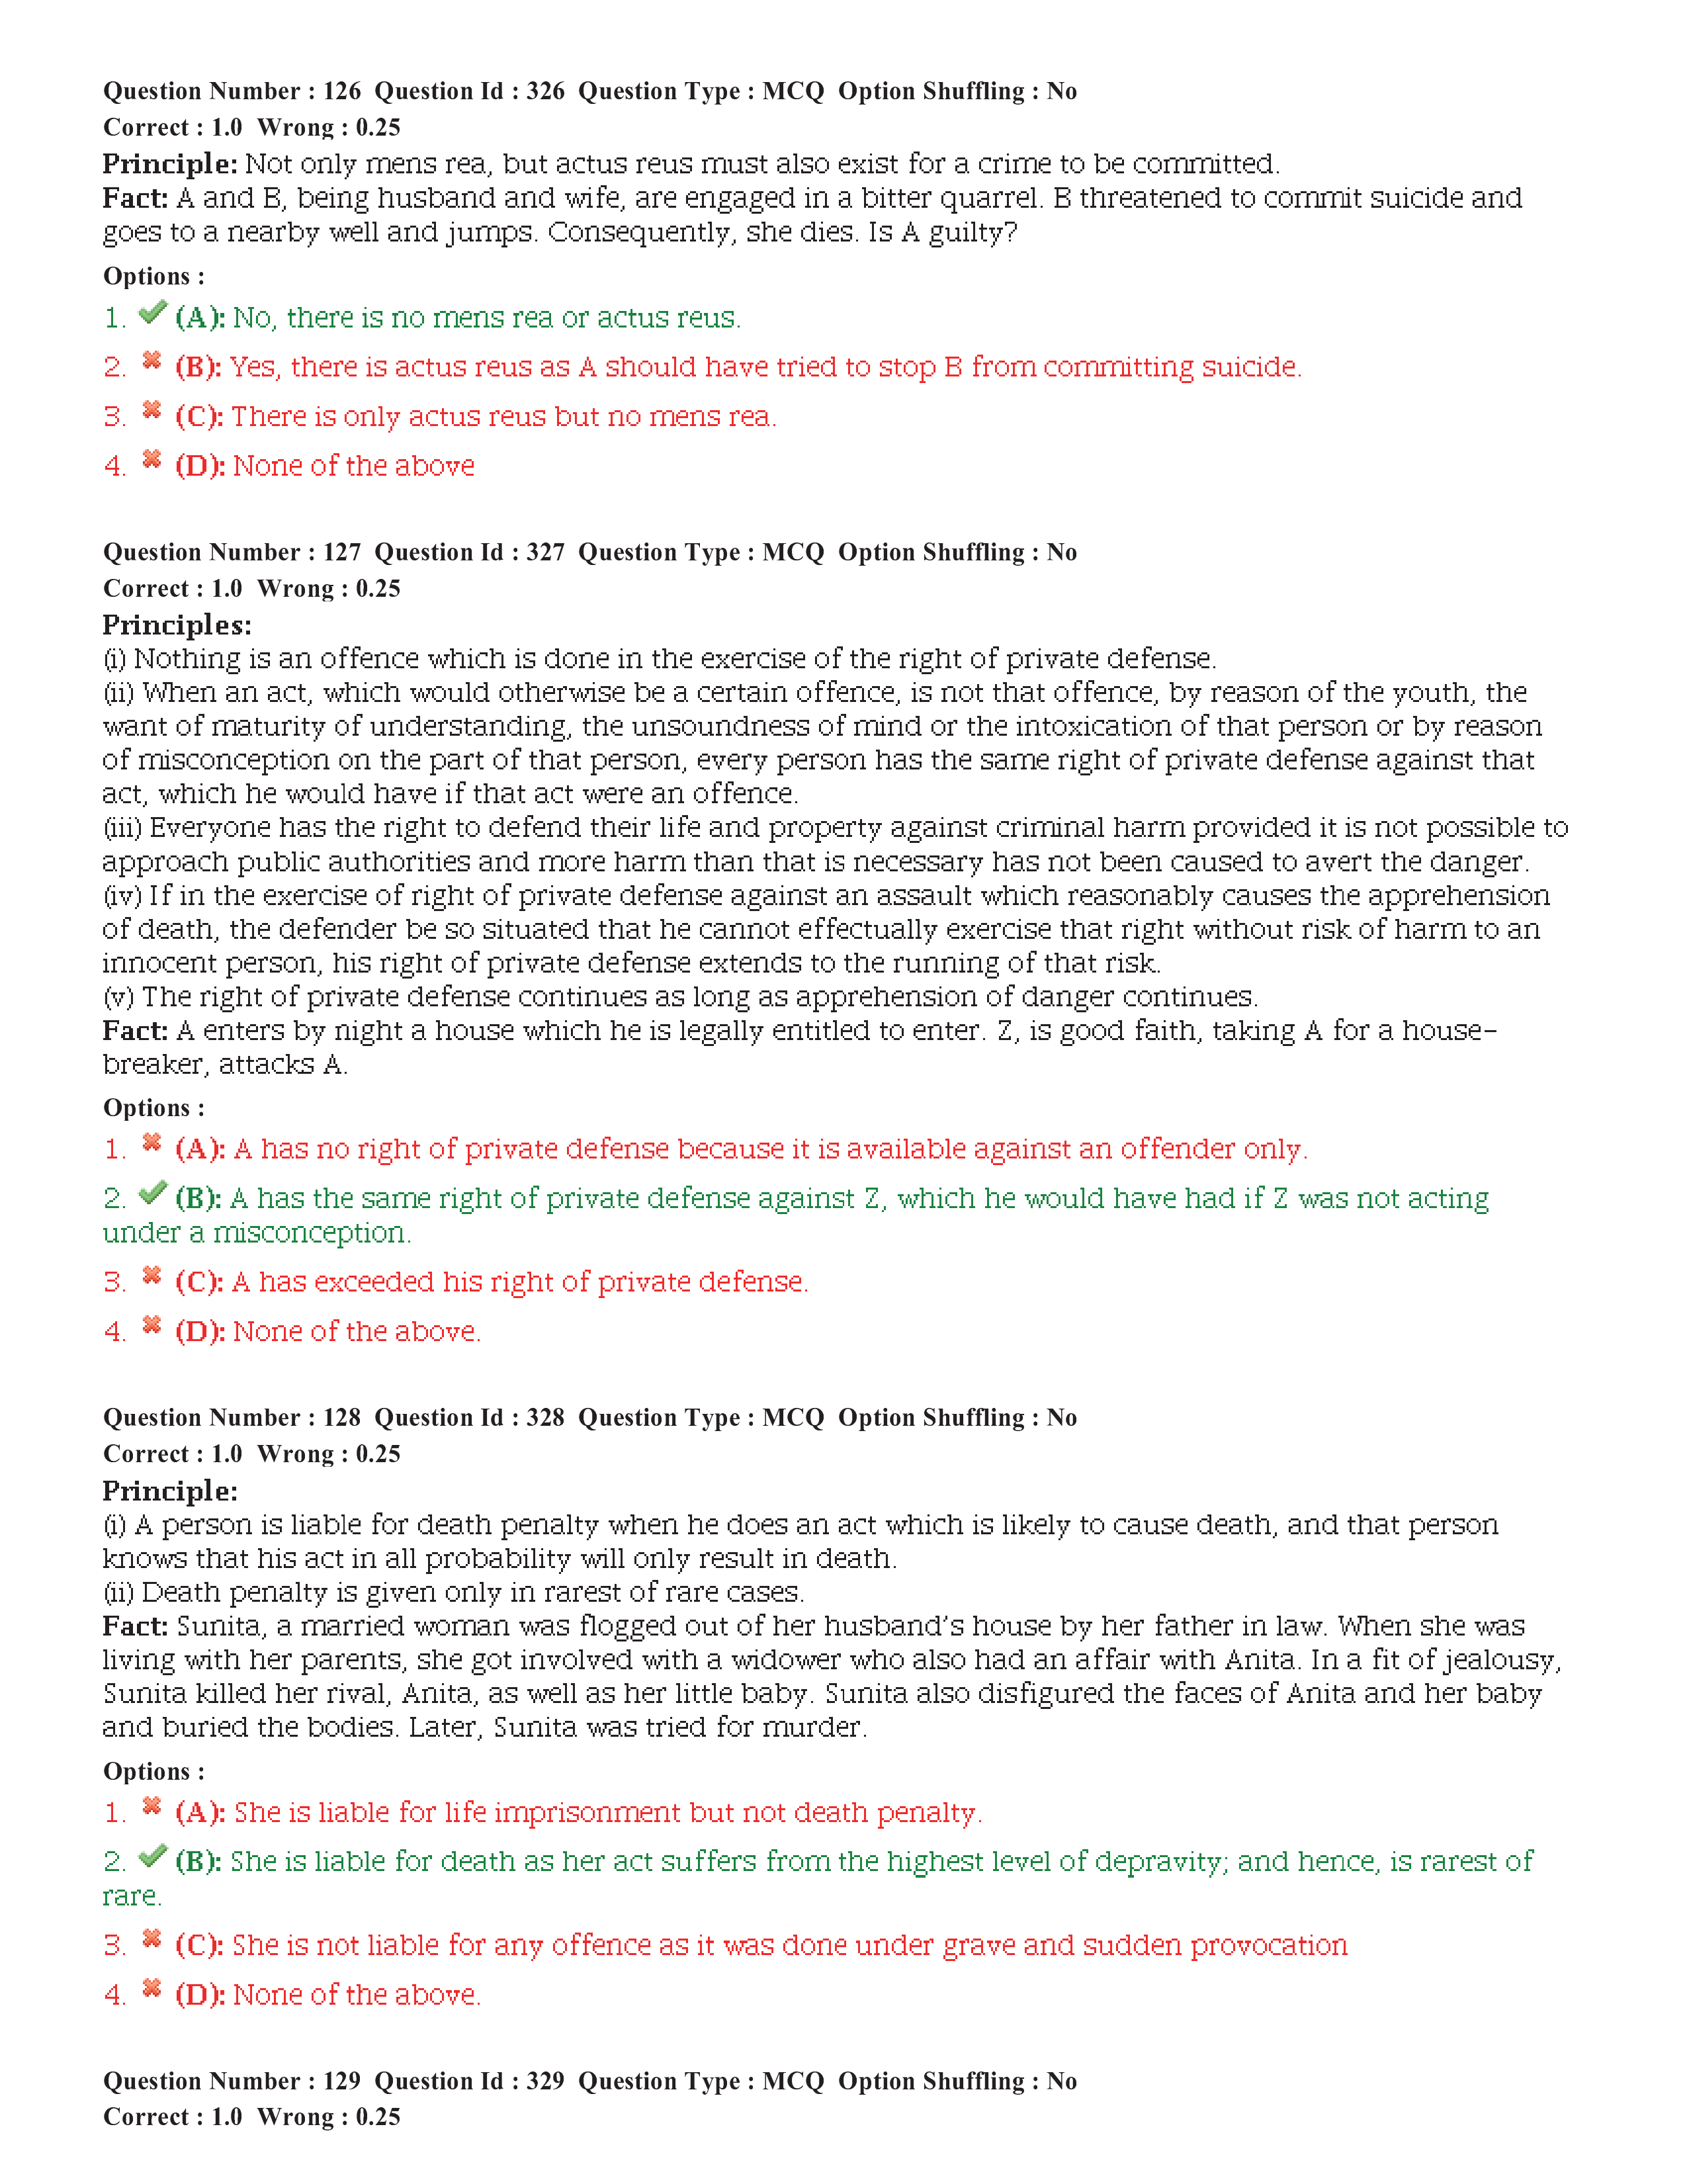 Question Number : 126 Question Id : 326 Question Type : MCQ Option Shuffling : No
Correct : 1.0 Wrong : 0.25
Principle: Not only mens rea, but actus reus must also exist for a crime to be committed.
Fact: A and B, being husband and wife, are engaged in a bitter quarrel. B threatened to commit suicide and
goes to a nearby well and jumps. Consequently, she dies. Is A guilty?
Options :
1. (A): No, there is no mens rea or actus reus.
2. (B): Yes, there is actus reus as A should have tried to stop B from committing suicide.
3. (C): There is only actus reus but no mens rea.
4. (D): None of the above
Question Number : 127 Question Id : 327 Question Type : MCQ Option Shuffling : No
Correct : 1.0 Wrong : 0.25
Principles:
(i) Nothing is an offence which is done in the exercise of the right of private defense.
(ii) When an act, which would otherwise be a certain offence, is not that offence, by reason of the youth, the
want of maturity of understanding, the unsoundness of mind or the intoxication of that person or by reason
of misconception on the part of that person, every person has the same right of private defense against that
act, which he would have if that act were an offence.
(iii) Everyone has the right to defend their life and property against criminal harm provided it is not possible to
approach public authorities and more harm than that is necessary has not been caused to avert the danger.
(iv) If in the exercise of right of private defense against an assault which reasonably causes the apprehension
of death, the defender be so situated that he cannot effectually exercise that right without risk of harm to an
innocent person, his right of private defense extends to the running of that risk.
(v) The right of private defense continues as long as apprehension of danger continues.
Fact: A enters by night a house which he is legally entitled to enter. Z, is good faith, taking A for a house-
breaker, attacks A.
Options :
1. (A): A has no right of private defense because it is available against an offender only.
2. (B): A has the same right of private defense against Z, which he would have had if Z was not acting
under a misconception.
3. (C): A has exceeded his right of private defense.
4. (D): None of the above.
Question Number : 128 Question Id : 328 Question Type : MCQ Option Shuffling : No
Correct : 1.0 Wrong : 0.25
Principle:
(i) A person is liable for death penalty when he does an act which is likely to cause death, and that person
knows that his act in all probability will only result in death.
(ii) Death penalty is given only in rarest of rare cases.
Fact: Sunita, a married woman was flogged out of her husband's house by her father in law. When she was
living with her parents, she got involved with a widower who also had an affair with Anita. In a fit of jealousy,
Sunita killed her rival, Anita, as well as her little baby. Sunita also disfigured the faces of Anita and her baby
and buried the bodies. Later, Sunita was tried for murder.
Options :
1. (A): She is liable for life imprisonment but not death penalty.
2. (B): She is liable for death as her act suffers from the highest level of depravity; and hence, is rarest of
rare.
3. (C): She is not liable for any offence as it was done under grave and sudden provocation
4. (D): None of the above.
Question Number : 129 Question Id : 329 Question Type : MCQ Option Shuffling : No
Correct : 1.0 Wrong : 0.25